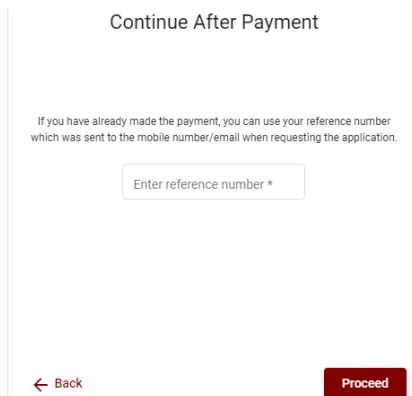 Continue After Payment
If you have already made the payment, you can use your reference number
which was sent to the mobile number/email when requesting the application.
Enter reference number *
Back
Proceed